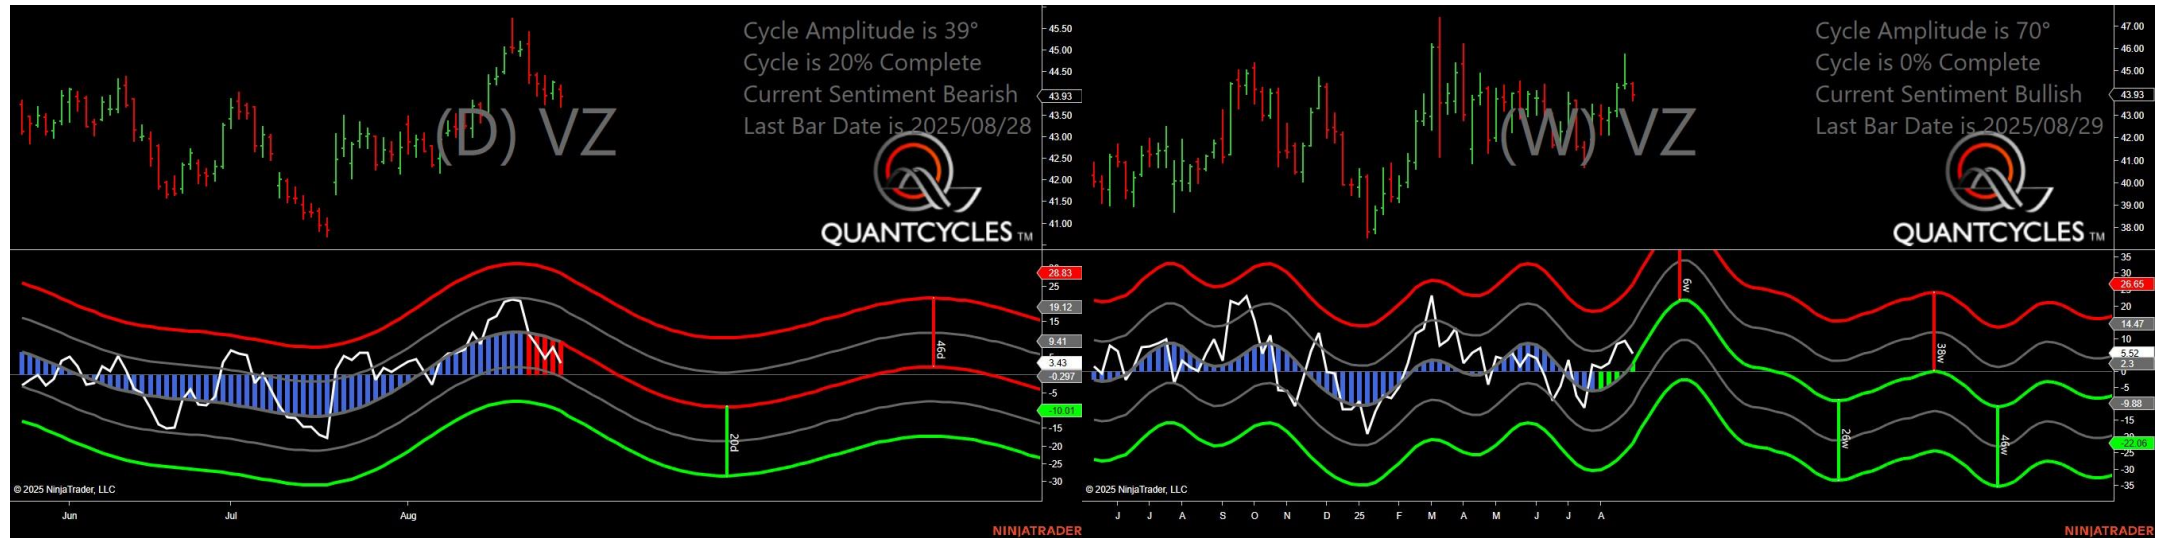 Cycle Amplitude is 39°
Cycle is 20% Complete
Current Sentiment Bearish
Last Bar Date is 2025/08/28
(D) VZ
QUANTCYCLES TM
45.50
45.00
44.50
43.93
43.50
43.00
42.50
42.00
41.50
41.00
28.83
25
19.12
15
9.41
3.43
-0.297
-5
-10.01
-15
-20
-25
-30
46d
20d
© 2025 NinjaTrader, LLC
Jun
Jul
Aug
NINJATRADER
Cycle Amplitude is 70°
Cycle is 0% Complete
Current Sentiment Bullish
Last Bar Date is 2025/08/29
(W) VZ
QUANTCYCLES TM
47.00
46.00
45.00
43.93
43.00
42.00
41.00
40.00
39.00
38.00
35
30
26.65
20
14.47
10
5.52
2.3
-5
-9.88
-15
-22.06
-25
-30
-35
6w
38w
26w
46w
© 2025 NinjaTrader, LLC
J
J
A
S
O
N
D
25
F
M
A
M
J
J
A
NINJATRADER